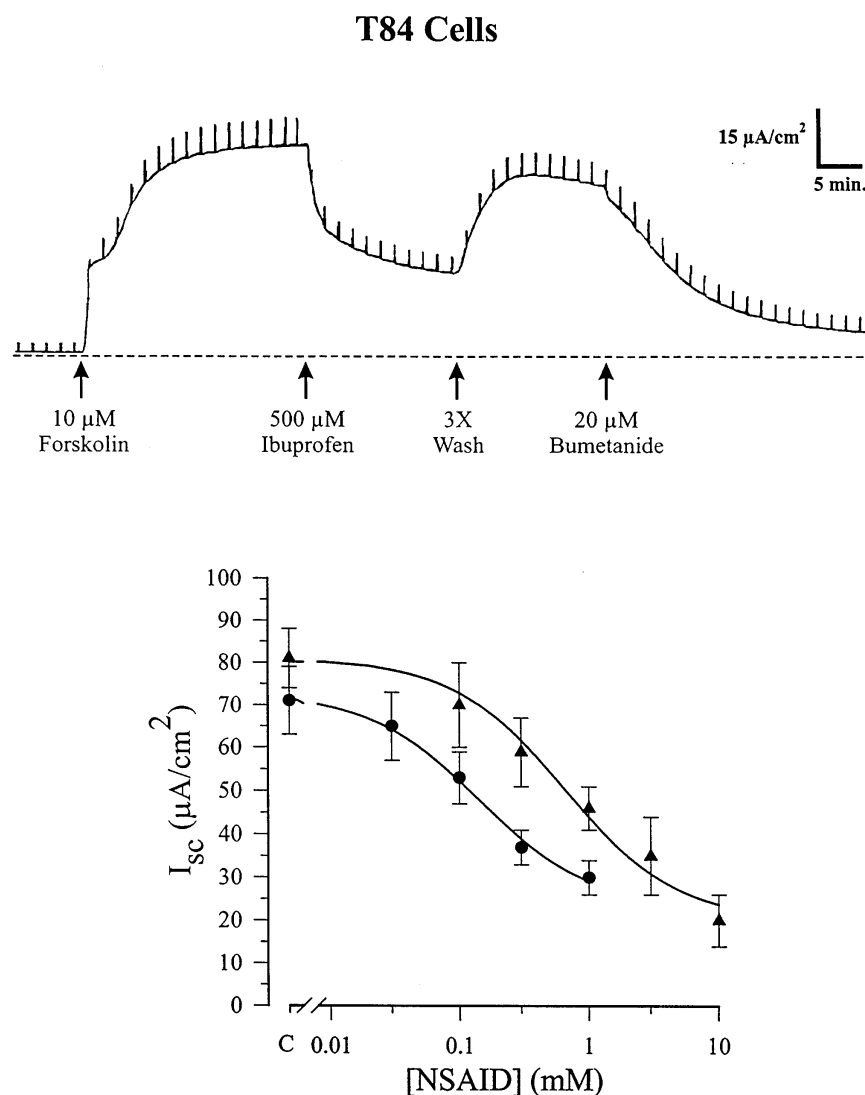 T84 Cells
15 µA/cm²
5 min.
10 µM
Forskolin
500 µM
Ibuprofen
3X
Wash
20 µM
Bumetanide
100
90
80
70
60
50
40
30
20
10
0
I_SC (µA/cm²)
C 0.01 0.1 1 10
[NSAID] (mM)